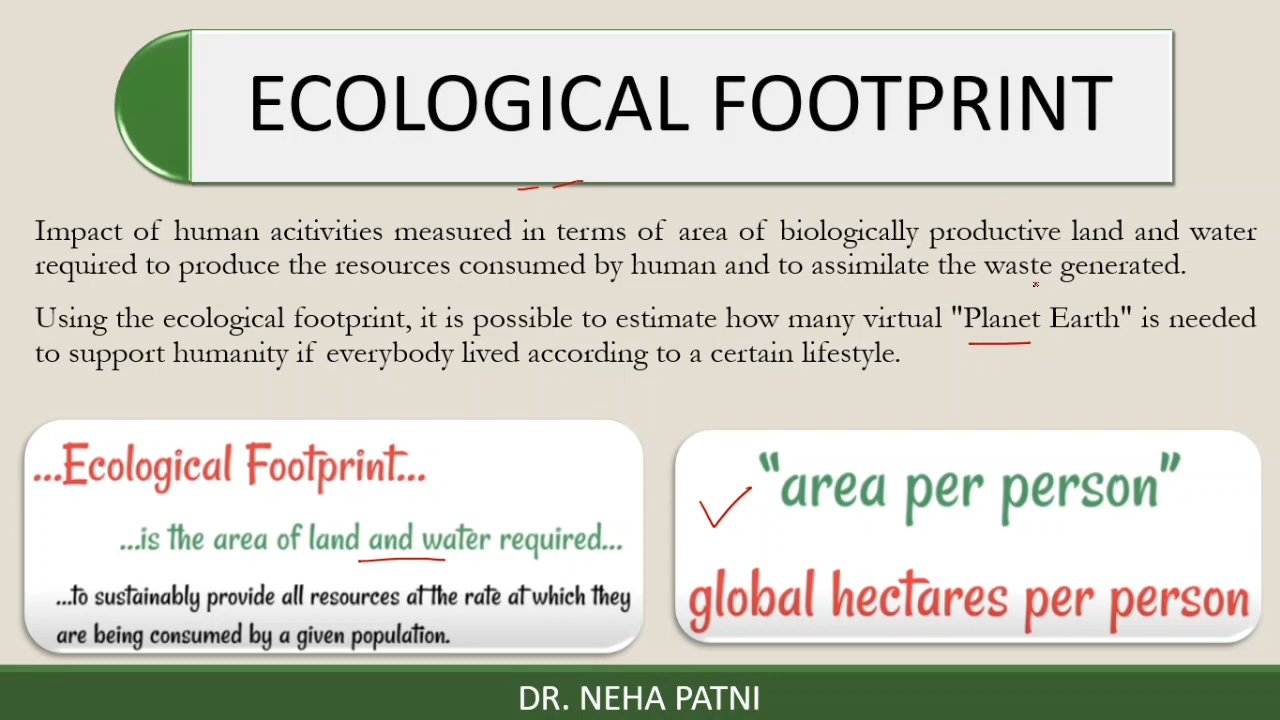 ECOLOGICAL FOOTPRINT
Impact of human acitivities measured in terms of area of biologically productive land and water
required to produce the resources consumed by human and to assimilate the waste generated.
Using the ecological footprint, it is possible to estimate how many virtual "Planet Earth" is needed
to support humanity if everybody lived according to a certain lifestyle.
...Ecological Footprint...
...is the area of land and water required...
...to sustainably provide all resources at the rate at which they
are being consumed by a given population.
"area per person"
global hectares per person
DR. NEHA PATNI